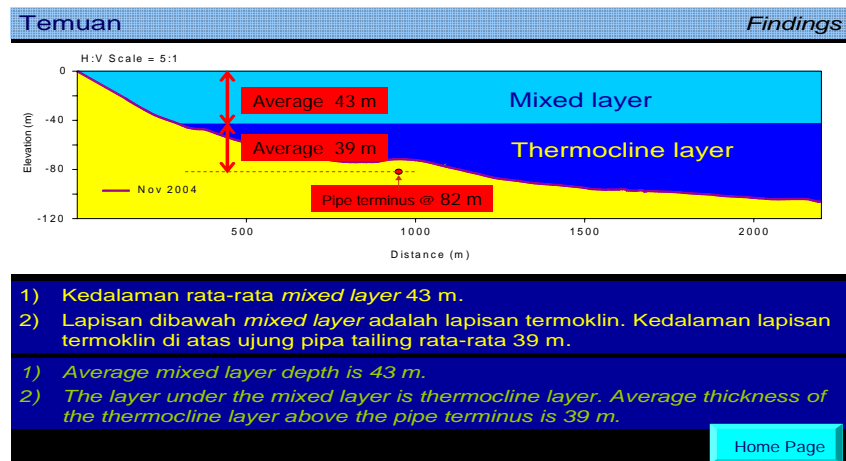 Temuan Findings
H:V Scale = 5:1
0
-40
-80
-120
Elevation (m)
Average 43 m
Mixed layer
Average 39 m
Thermocline layer
Nov 2004
Pipe terminus @ 82 m
500 1000 1500 2000
Distance (m)
1) Kedalaman rata-rata mixed layer 43 m.
2) Lapisan dibawah mixed layer adalah lapisan termoklin. Kedalaman lapisan
termoklin di atas ujung pipa tailing rata-rata 39 m.
1) Average mixed layer depth is 43 m.
2) The layer under the mixed layer is thermocline layer. Average thickness of
the thermocline layer above the pipe terminus is 39 m.
Home Page